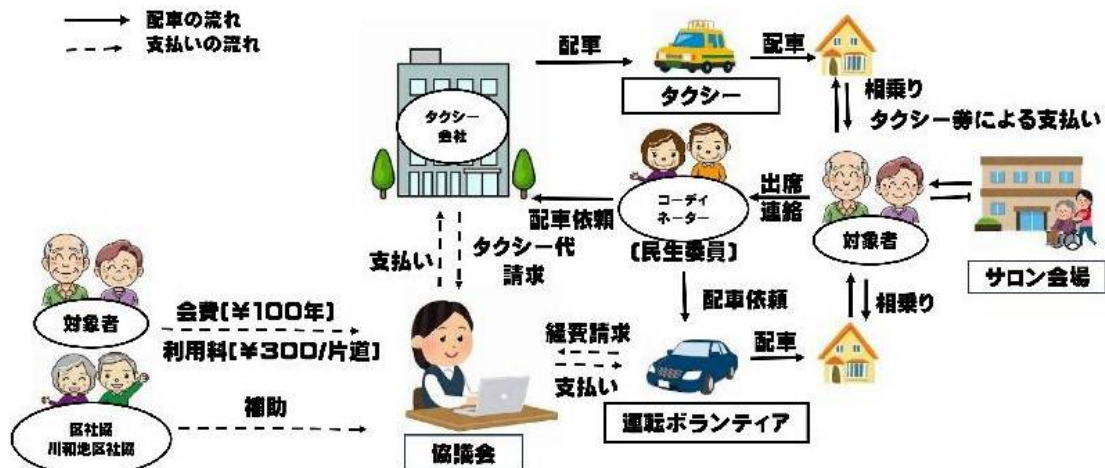 配車の流れ
支払いの流れ
配車
配車
タクシー
相乗り
タクシー券による支払い
タクシー
会社
コーディ
ネーター
(民生委員)
出席
連絡
対象者
サロン会場
配車依頼
支払い
タクシー代
請求
配車依頼
相乗り
対象者
会費(¥100年)
利用料(¥300/片道)
経費請求
支払い
配車
運転ボランティア
補助
区社協
川和地区社協
協議会